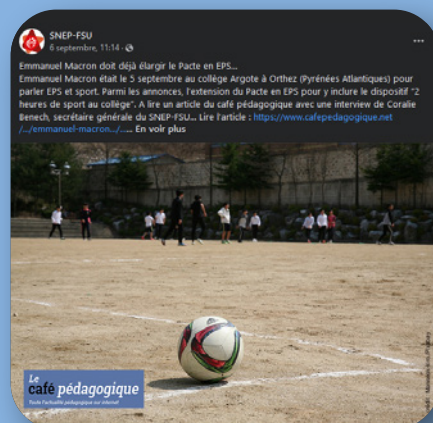 SNEP-FSU
6 septembre, 11:14 ·
Emmanuel Macron doit déjà élargir le Pacte en EPS...
Emmanuel Macron était le 5 septembre au collège Argote à Orthez (Pyrénées Atlantiques) pour
parler EPS et sport. Parmi les annonces, l'extension du Pacte en EPS pour y inclure le dispositif "2
heures de sport au collège". A lire un article du café pédagogique avec une interview de Coralie
Benech, secrétaire générale du SNEP-FSU... Lire l'article : https://www.cafepedagogique.net
/.../emmanuel-macron.../...... En voir plus
Le
café pédagogique
Toute l'actualité pédagogique sur internet